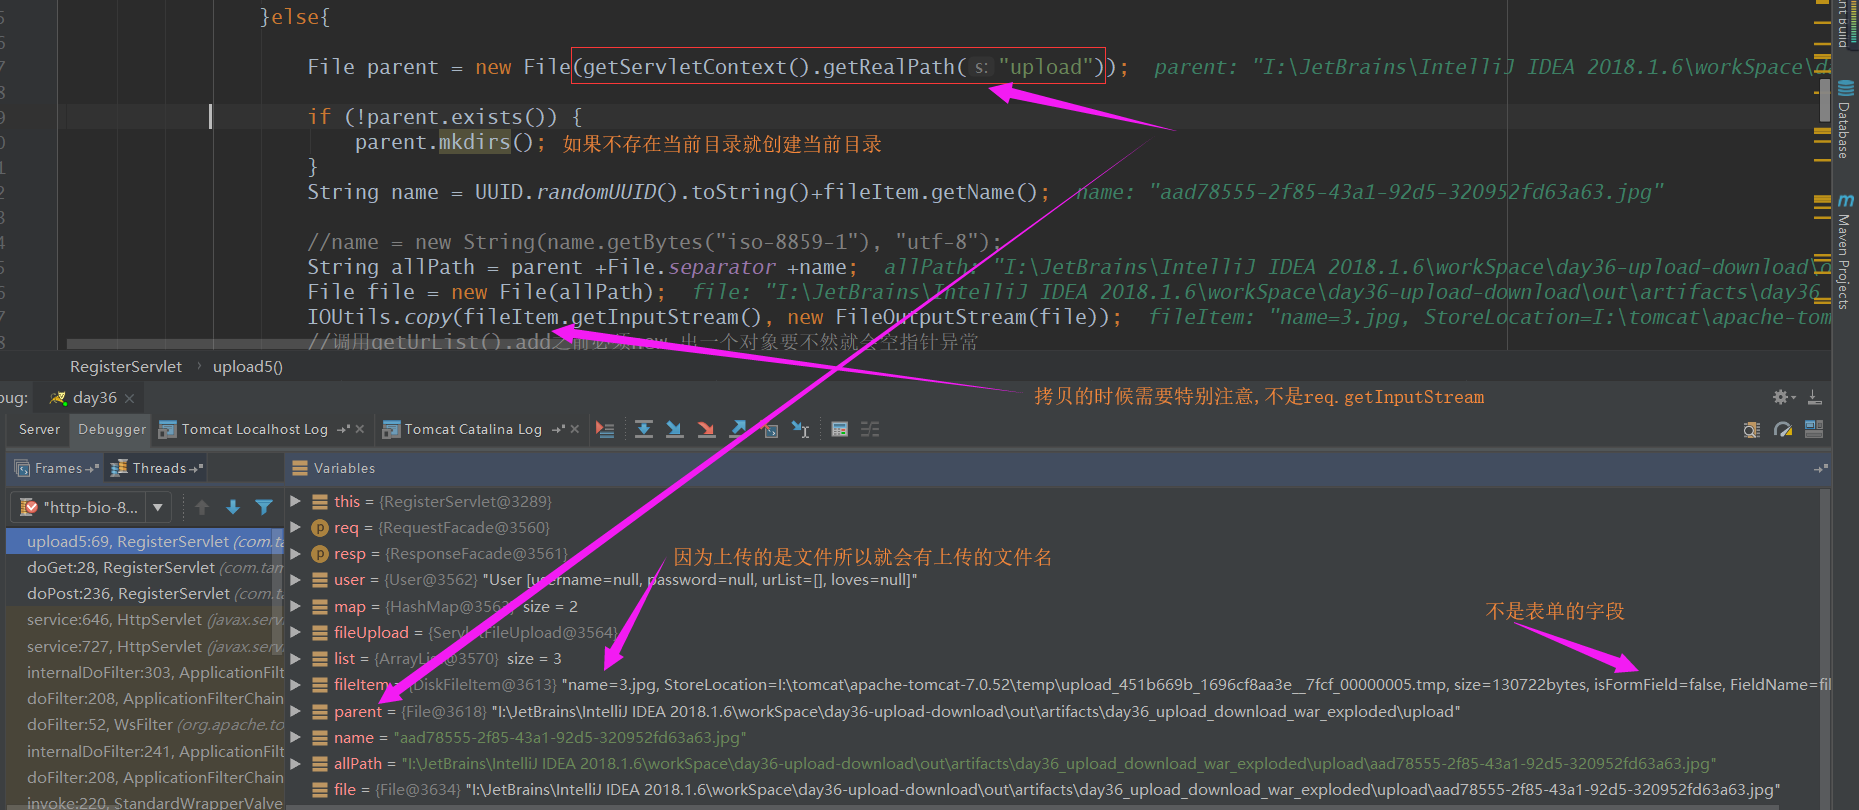 }else{
File parent = new File(getServletContext().getRealPath( s: "upload")); parent: "I:\JetBrains\IntelliJ IDEA 2018.1.6\workSpace\da
if (!parent.exists()) {
parent.mkdirs(); 如果不存在当前目录就创建当前目录
}
String name = UUID.randomUUID().toString()+fileItem.getName(); name: "aad78555-2f85-43a1-92d5-320952fd63a63.jpg"
//name = new String(name.getBytes("iso-8859-1"), "utf-8");
String allPath = parent +File.separator +name; allPath: "I:\JetBrains\IntelliJ IDEA 2018.1.6\workSpace\day36-upload-download\o
File file = new File(allPath); file: "I:\JetBrains\IntelliJ IDEA 2018.1.6\workSpace\day36-upload-download\out\artifacts\day36
IOUtils.copy(fileItem.getInputStream(), new FileOutputStream(file)); fileItem: "name=3.jpg, StoreLocation=I:\tomcat\apache-tom
//调用getUrList().add之前必须new 出一个对象要不然就会空指针异常
Ant Build
Database
Maven Projects
RegisterServlet › upload5()
bug: day36
拷贝的时候需要特别注意,不是req.getInputStream
Server Debugger Tomcat Localhost Log Tomcat Catalina Log
Frames Threads Variables
"http-bio-8...
upload5:69, RegisterServlet (com.ta
doGet:28, RegisterServlet (com.tam
doPost:236, RegisterServlet (com.ta
service:646, HttpServlet (javax.serv
service:727, HttpServlet (javax.serv
internalDoFilter:303, ApplicationFilt
doFilter:208, ApplicationFilterChain
doFilter:52, WsFilter (org.apache.to
internalDoFilter:241, ApplicationFilt
doFilter:208, ApplicationFilterChain
invoke:220, StandardWrapperValve
this = {RegisterServlet@3289}
req = {RequestFacade@3560}
resp = {ResponseFacade@3561}
因为上传的是文件所以就会有上传的文件名
user = {User@3562} "User [username=null, password=null, urList=[], loves=null]"
map = {HashMap@3563} size = 2
不是表单的字段
fileUpload = {ServletFileUpload@3564}
list = {ArrayList@3570} size = 3
fileItem = {DiskFileItem@3613} "name=3.jpg, StoreLocation=I:\tomcat\apache-tomcat-7.0.52\temp\upload_451b669b_1696cf8aa3e__7fcf_00000005.tmp, size=130722bytes, isFormField=false, FieldName=fil
parent = {File@3618} "I:\JetBrains\IntelliJ IDEA 2018.1.6\workSpace\day36-upload-download\out\artifacts\day36_upload_download_war_exploded\upload"
name = "aad78555-2f85-43a1-92d5-320952fd63a63.jpg"
allPath = "I:\JetBrains\IntelliJ IDEA 2018.1.6\workSpace\day36-upload-download\out\artifacts\day36_upload_download_war_exploded\upload\aad78555-2f85-43a1-92d5-320952fd63a63.jpg"
file = {File@3634} "I:\JetBrains\IntelliJ IDEA 2018.1.6\workSpace\day36-upload-download\out\artifacts\day36_upload_download_war_exploded\upload\aad78555-2f85-43a1-92d5-320952fd63a63.jpg"